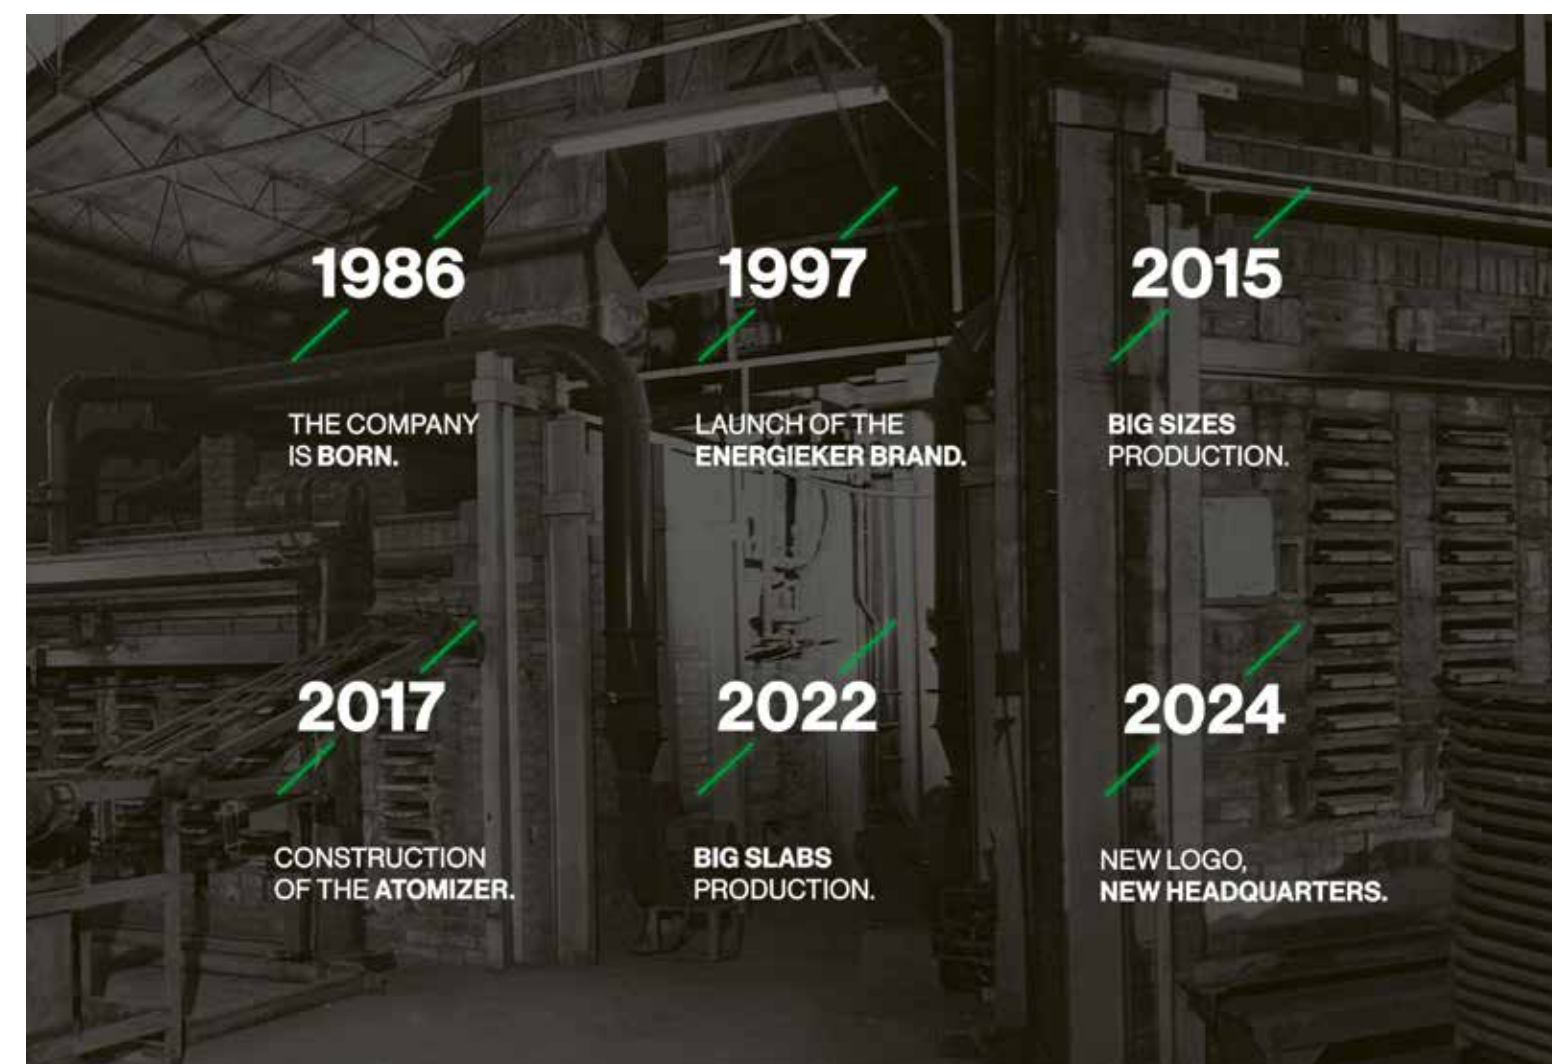 1986
THE COMPANY
IS BORN.
1997
LAUNCH OF THE
ENERGIEKER BRAND.
2015
BIG SIZES
PRODUCTION.
2017
CONSTRUCTION
OF THE ATOMIZER.
2022
BIG SLABS
PRODUCTION.
2024
NEW LOGO,
NEW HEADQUARTERS.